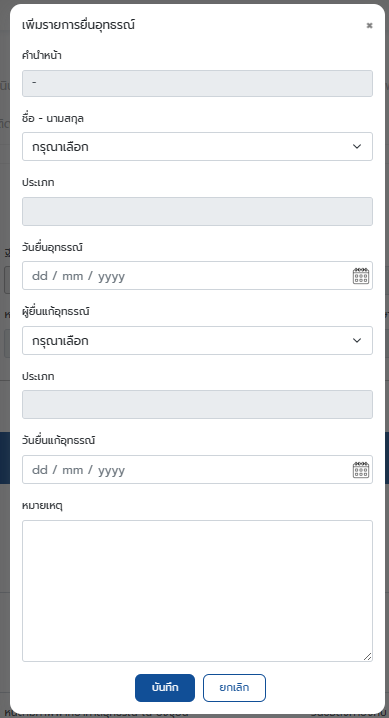 เพิ่มรายการยื่นอุทธรณ์
×
คำนำหน้า
-
ชื่อ - นามสกุล
กรุณาเลือก
ประเภท
วันยื่นอุทธรณ์
dd / mm / yyyy
ผู้ยื่นแก้อุทธรณ์
กรุณาเลือก
ประเภท
วันยื่นแก้อุทธรณ์
dd / mm / yyyy
หมายเหตุ
บันทึก ยกเลิก